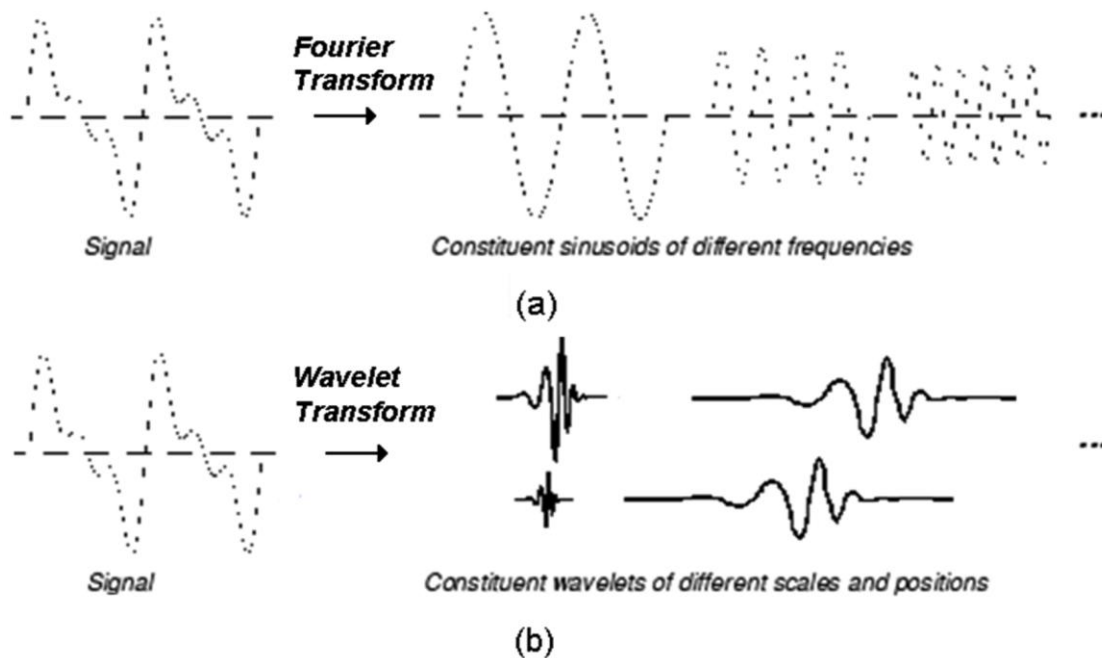 Fourier
Transform
Signal
Constituent sinusoids of different frequencies
(a)
Wavelet
Transform
Signal
Constituent wavelets of different scales and positions
(b)